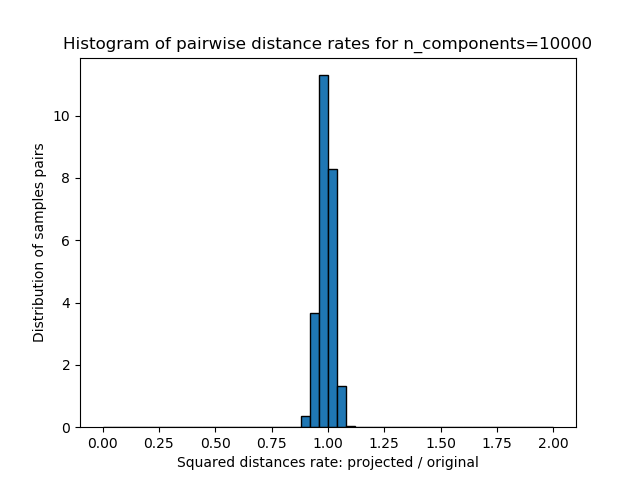 Histogram of pairwise distance rates for n_components=10000
Distribution of samples pairs
10
8
6
4
2
0
0.00 0.25 0.50 0.75 1.00 1.25 1.50 1.75 2.00
Squared distances rate: projected / original